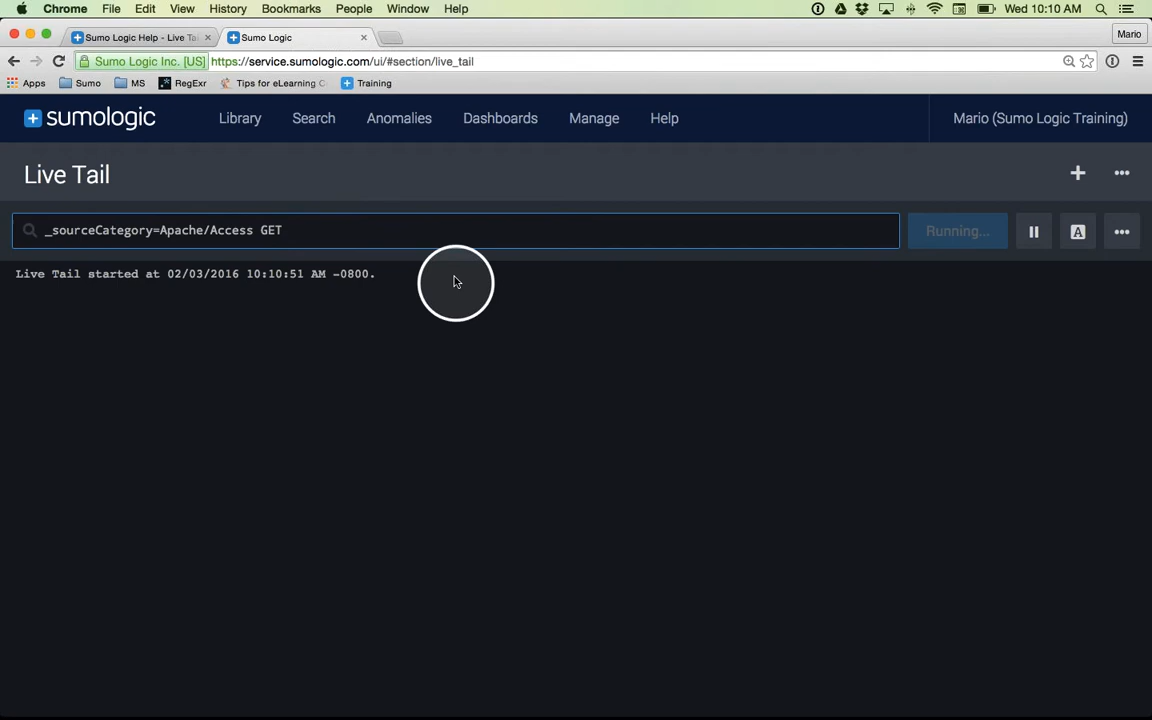 Chrome File Edit View History Bookmarks People Window Help Wed 10:10 AM
Sumo Logic Help - Live Tai Sumo Logic Mario
Sumo Logic Inc. [US] https://service.sumologic.com/ui/#section/live_tail
Apps Sumo MS RegExr Tips for eLearning C Training
sumologic Library Search Anomalies Dashboards Manage Help Mario (Sumo Logic Training)
Live Tail
_sourceCategory=Apache/Access GET Running... A
Live Tail started at 02/03/2016 10:10:51 AM -0800.